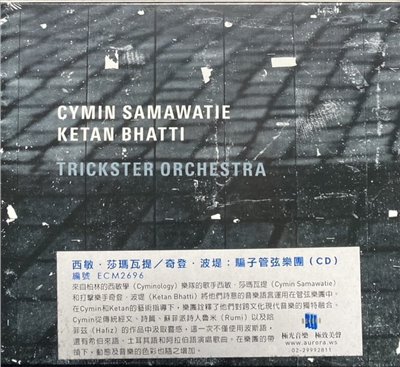 CYMIN SAMAWATIE
KETAN BHATTI
TRICKSTER ORCHESTRA
西敏．莎瑪瓦提／奇登．波堤：騙子管弦樂團（CD）
編號 ECM2696
來自柏林的西敏學（Cyminology）樂隊的歌手西敏．莎瑪瓦提（Cymin Samawatie）
和打擊樂手奇登．波堤（Ketan Bhatti）將他們詩意的音樂語言運用在管弦樂團中。
在Cymin和Ketan的藝術指導下，樂團詮釋了他們對跨文化現代音樂的獨特融合。
Cymin從傳統經文、詩篇、蘇菲派詩人魯米（Rumi）以及哈
菲茲（Hafiz）的作品中汲取靈感。這一次不僅使用波斯語，
還有希伯來語、土耳其語和阿拉伯語演唱歌曲。在樂團的帶
領下，動態及音樂的色彩也隨之增加。
極光音樂．極致美聲
www.aurora.ws
02-29992811